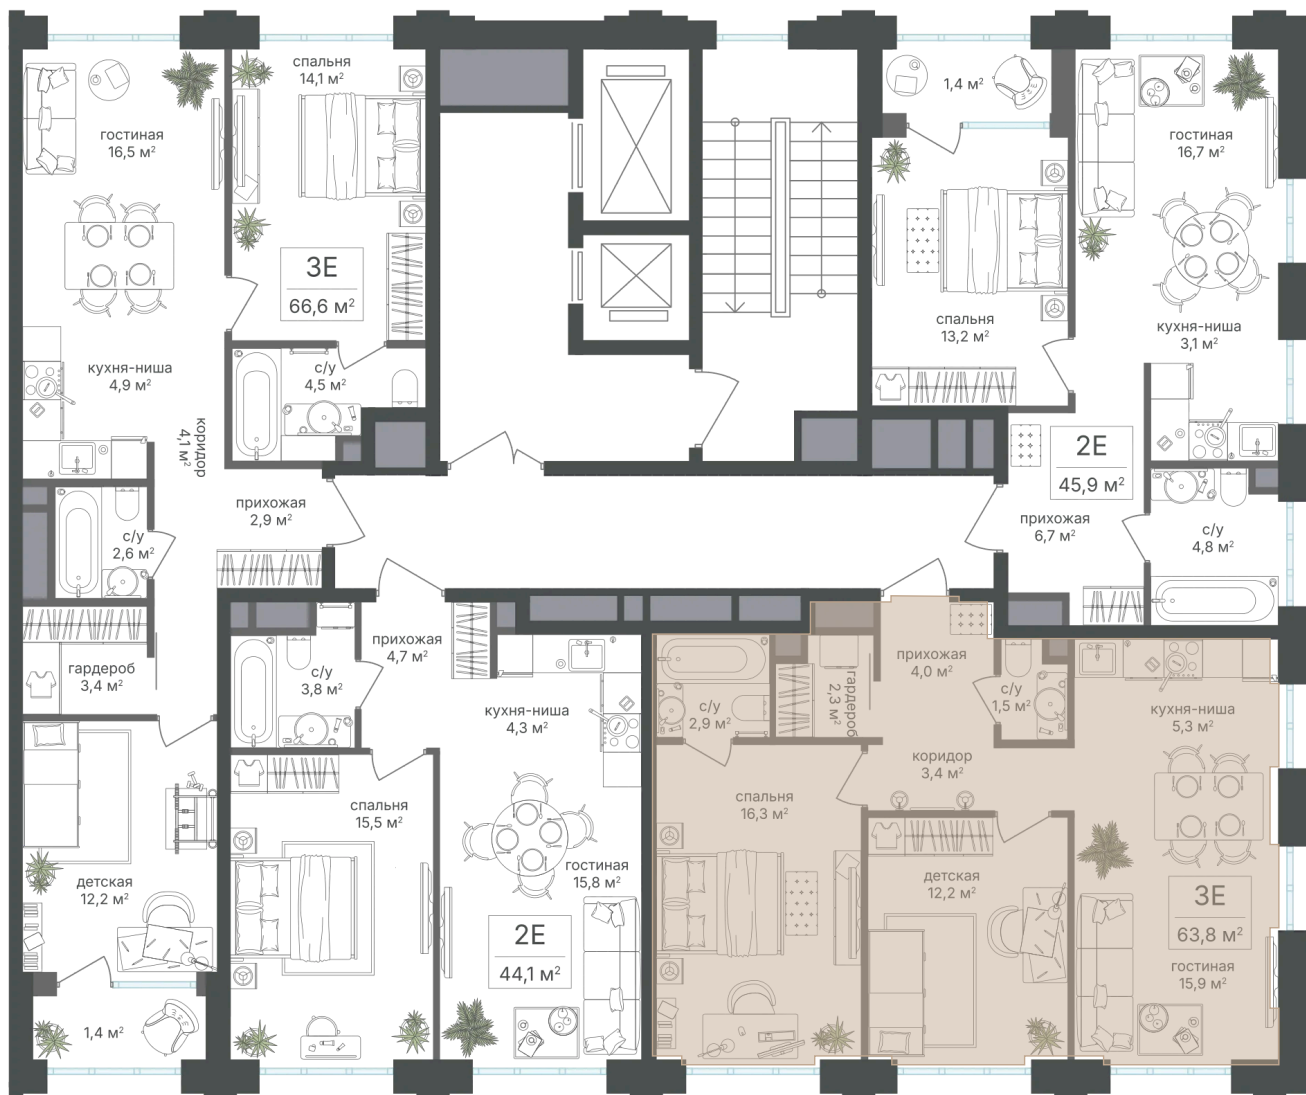 спальня
14,1 м²
1,4 м²
гостиная
16,5 м²
гостиная
16,7 м²
3Е
66,6 м²
спальня
13,2 м²
кухня-ниша
3,1 м²
кухня-ниша
4,9 м²
с/у
4,5 м²
коридор
4,1 м²
2Е
45,9 м²
прихожая
2,9 м²
прихожая
6,7 м²
с/у
4,8 м²
с/у
2,6 м²
гардероб
3,4 м²
прихожая
4,7 м²
с/у
3,8 м²
кухня-ниша
4,3 м²
с/у
2,9 м²
гардероб
2,3 м²
прихожая
4,0 м²
с/у
1,5 м²
кухня-ниша
5,3 м²
коридор
3,4 м²
спальня
15,5 м²
спальня
16,3 м²
гостиная
15,8 м²
детская
12,2 м²
детская
12,2 м²
3Е
63,8 м²
2Е
44,1 м²
гостиная
15,9 м²
1,4 м²